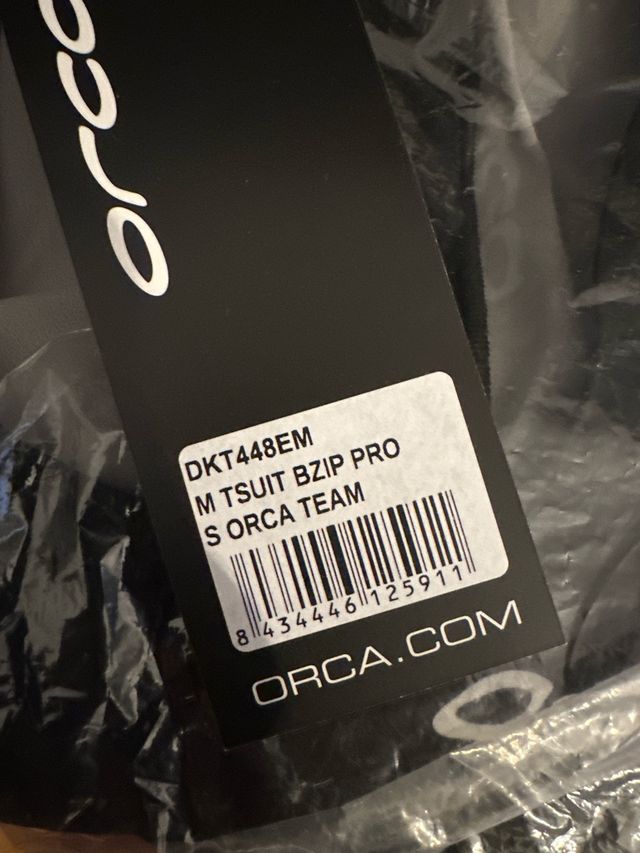 orca
DKT448EM
M TSUIT BZIP PRO
S ORCA TEAM
8 434446 125911
ORCA.COM